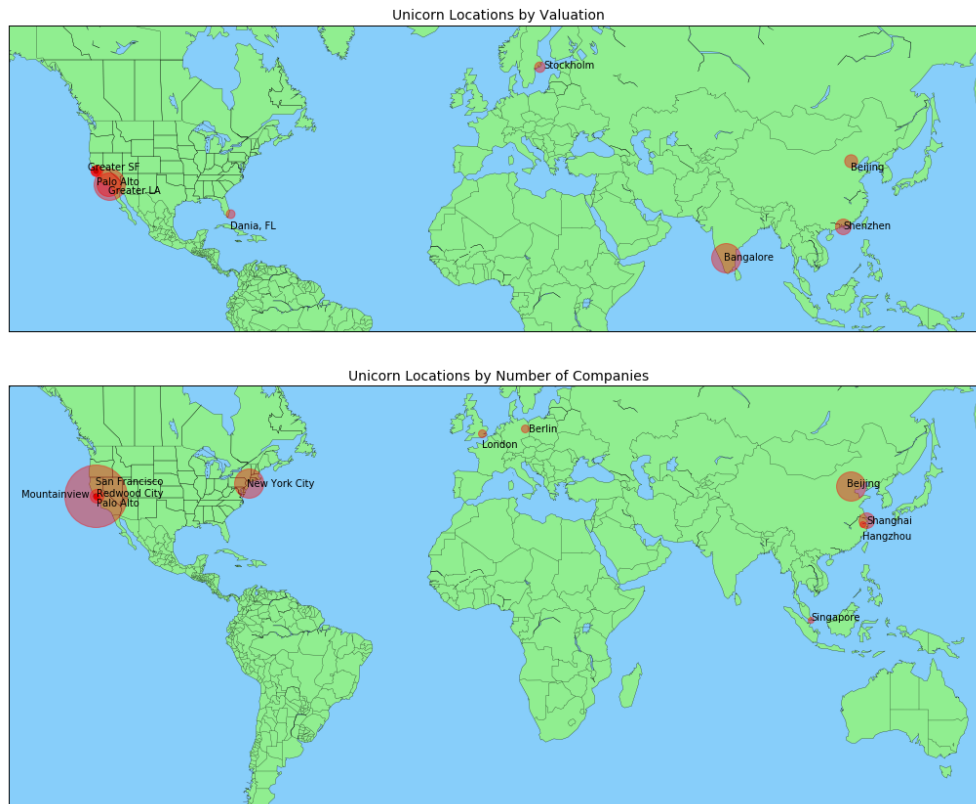 Unicorn Locations by Valuation
Stockholm
Greater SF
Beijing
Palo Alto
Greater LA
Dania, FL
Shenzhen
Bangalore
Unicorn Locations by Number of Companies
Berlin
London
San Francisco
New York City
Beijing
Mountainview
Redwood City
Palo Alto
Shanghai
Hangzhou
Singapore